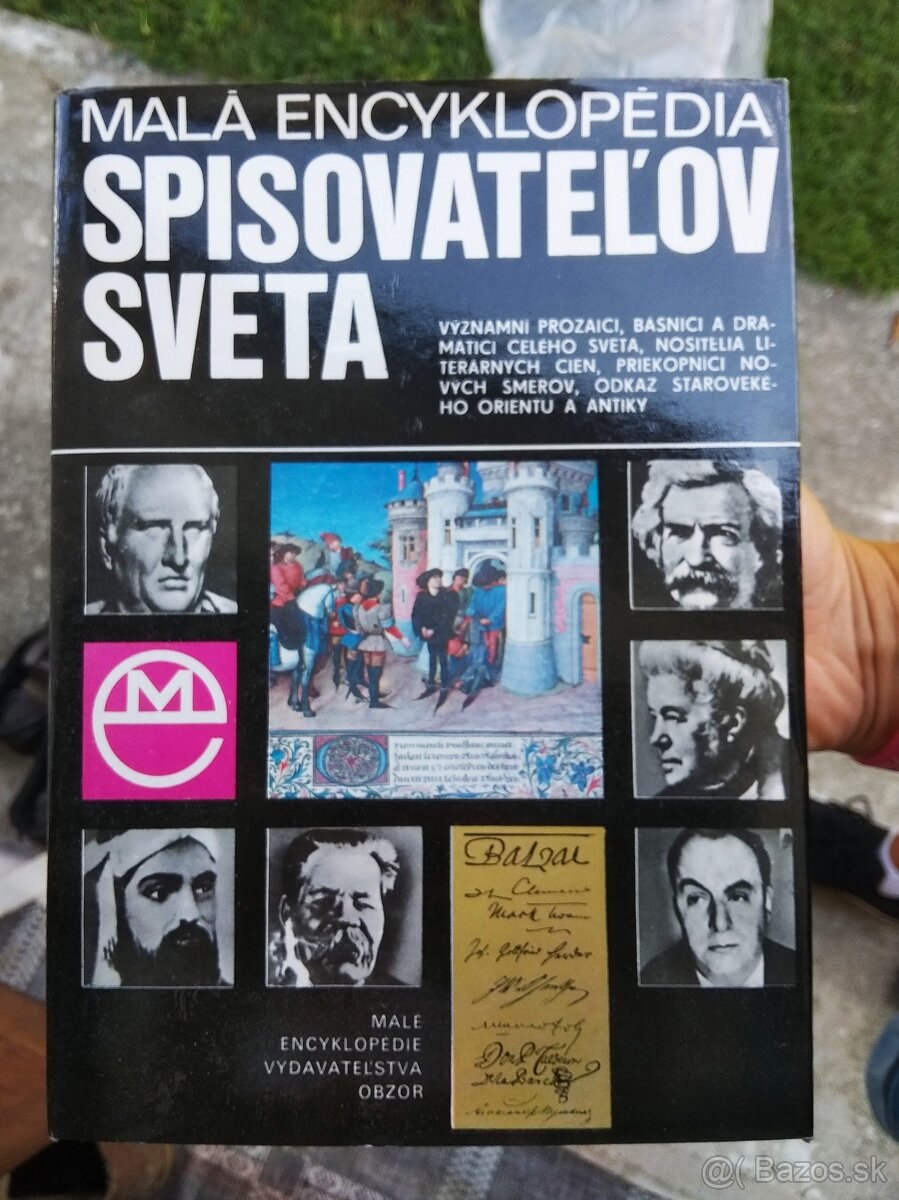 MALÁ ENCYKLOPÉDIA
SPISOVATEĽOV
SVETA
VÝZNAMNÍ PROZAICI, BÁSNICI A DRA-
MATICI CELÉHO SVETA, NOSITELIA LI-
TERÁRNYCH CIEN, PRIEKOPNÍCI NO-
VÝCH SMEROV, ODKAZ STAROVEKÉ-
HO ORIENTU A ANTIKY
M
e
Balzac
Clemens
Mark Twain
MALÉ
ENCYKLOPÉDIE
VYDAVATEĽSTVA
OBZOR
@( Bazos.sk